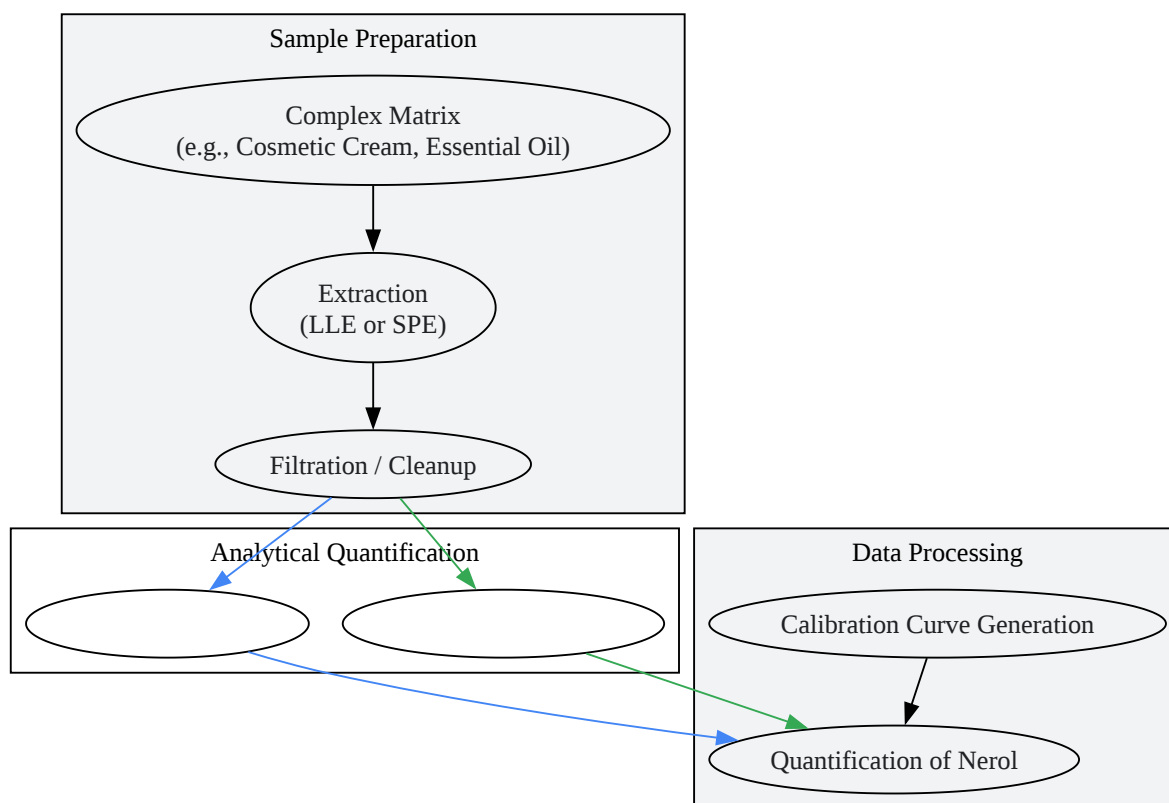 Sample Preparation
Complex Matrix
(e.g., Cosmetic Cream, Essential Oil)
Extraction
(LLE or SPE)
Filtration / Cleanup
Analytical Quantification
Data Processing
Calibration Curve Generation
Quantification of Nerol